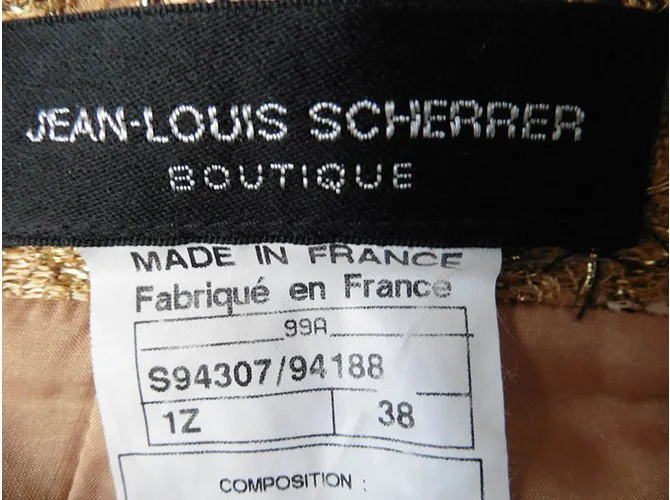 JEAN-LOUIS SCHERRER
BOUTIQUE
MADE IN FRANCE
Fabriqué en France
99A
S94307/94188
1Z 38
COMPOSITION :